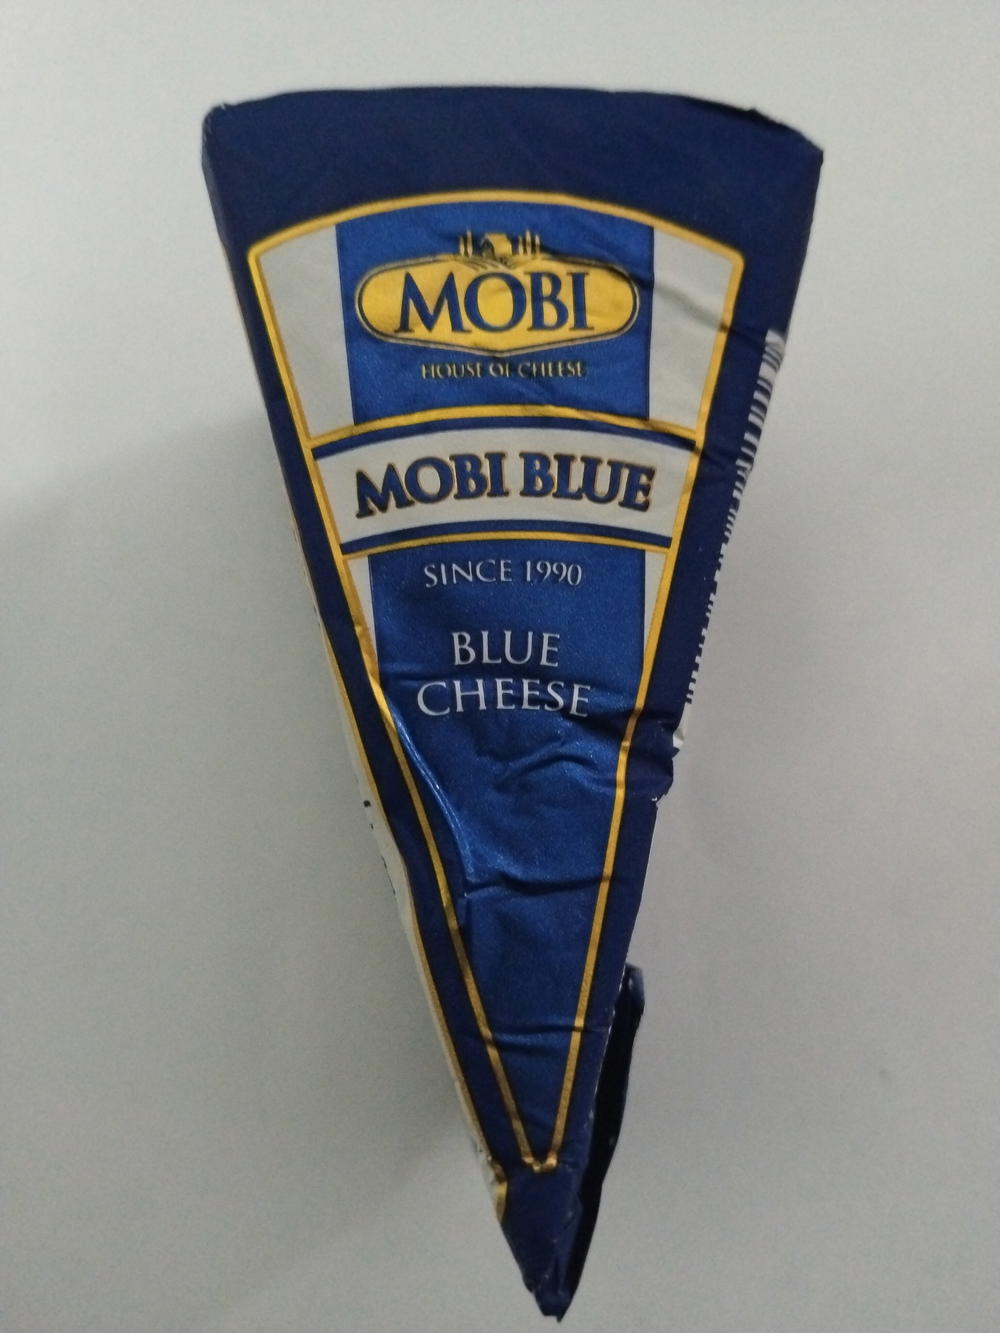 MOBI
HOUSE OF CHEESE
MOBI BLUE
SINCE 1990
BLUE
CHEESE